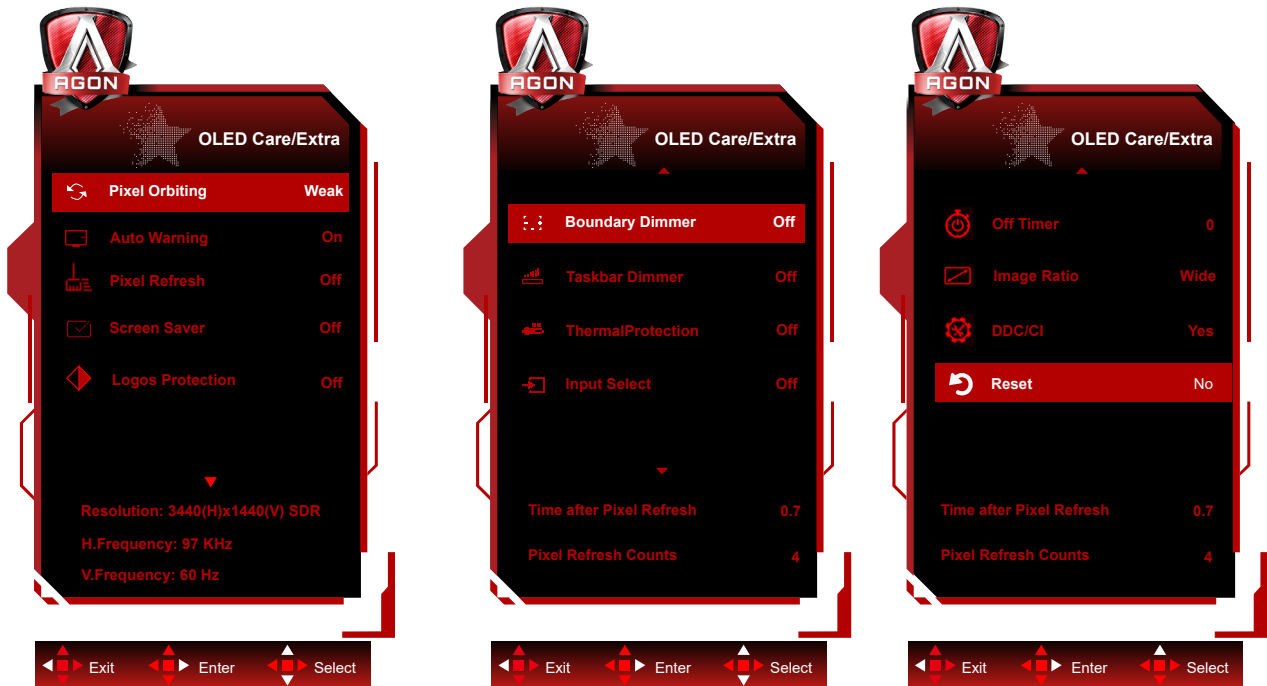 AGON
OLED Care/Extra
Pixel Orbiting Weak
Auto Warning On
Pixel Refresh Off
Screen Saver Off
Logos Protection Off
Resolution: 3440(H)x1440(V) SDR
H.Frequency: 97 KHz
V.Frequency: 60 Hz
Exit Enter Select
AGON
OLED Care/Extra
Boundary Dimmer Off
Taskbar Dimmer Off
ThermalProtection Off
Input Select Off
Time after Pixel Refresh 0.7
Pixel Refresh Counts 4
Exit Enter Select
AGON
OLED Care/Extra
Off Timer 0
Image Ratio Wide
DDC/CI Yes
Reset No
Time after Pixel Refresh 0.7
Pixel Refresh Counts 4
Exit Enter Select